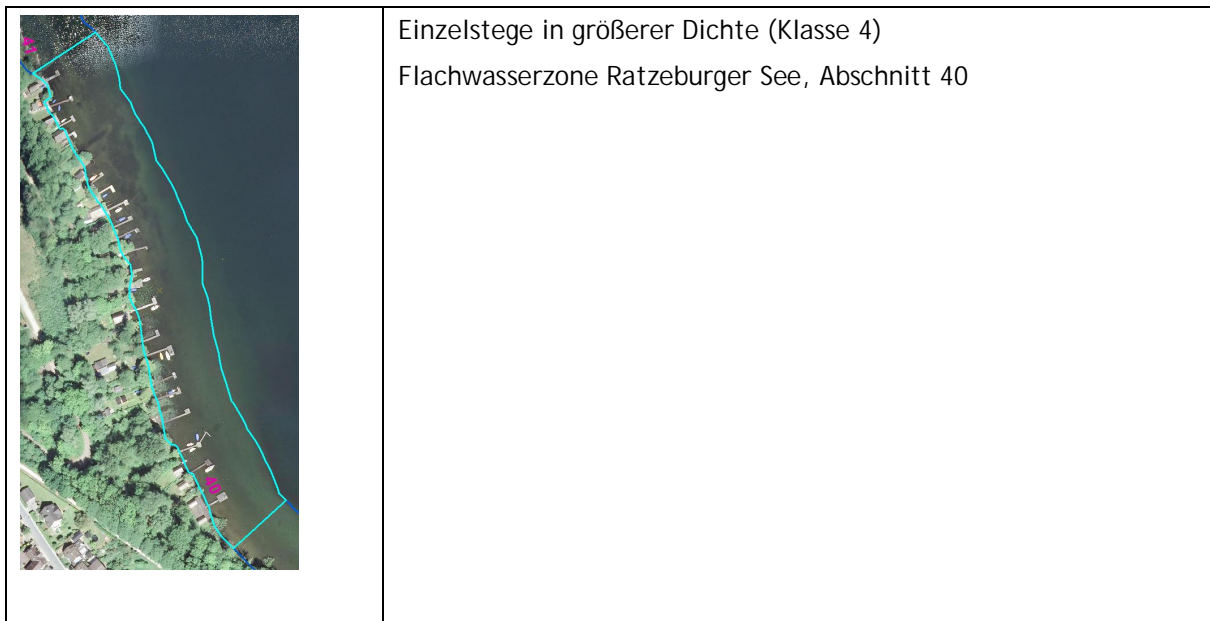 41
40
Einzelstege in größerer Dichte (Klasse 4)
Flachwasserzone Ratzeburger See, Abschnitt 40